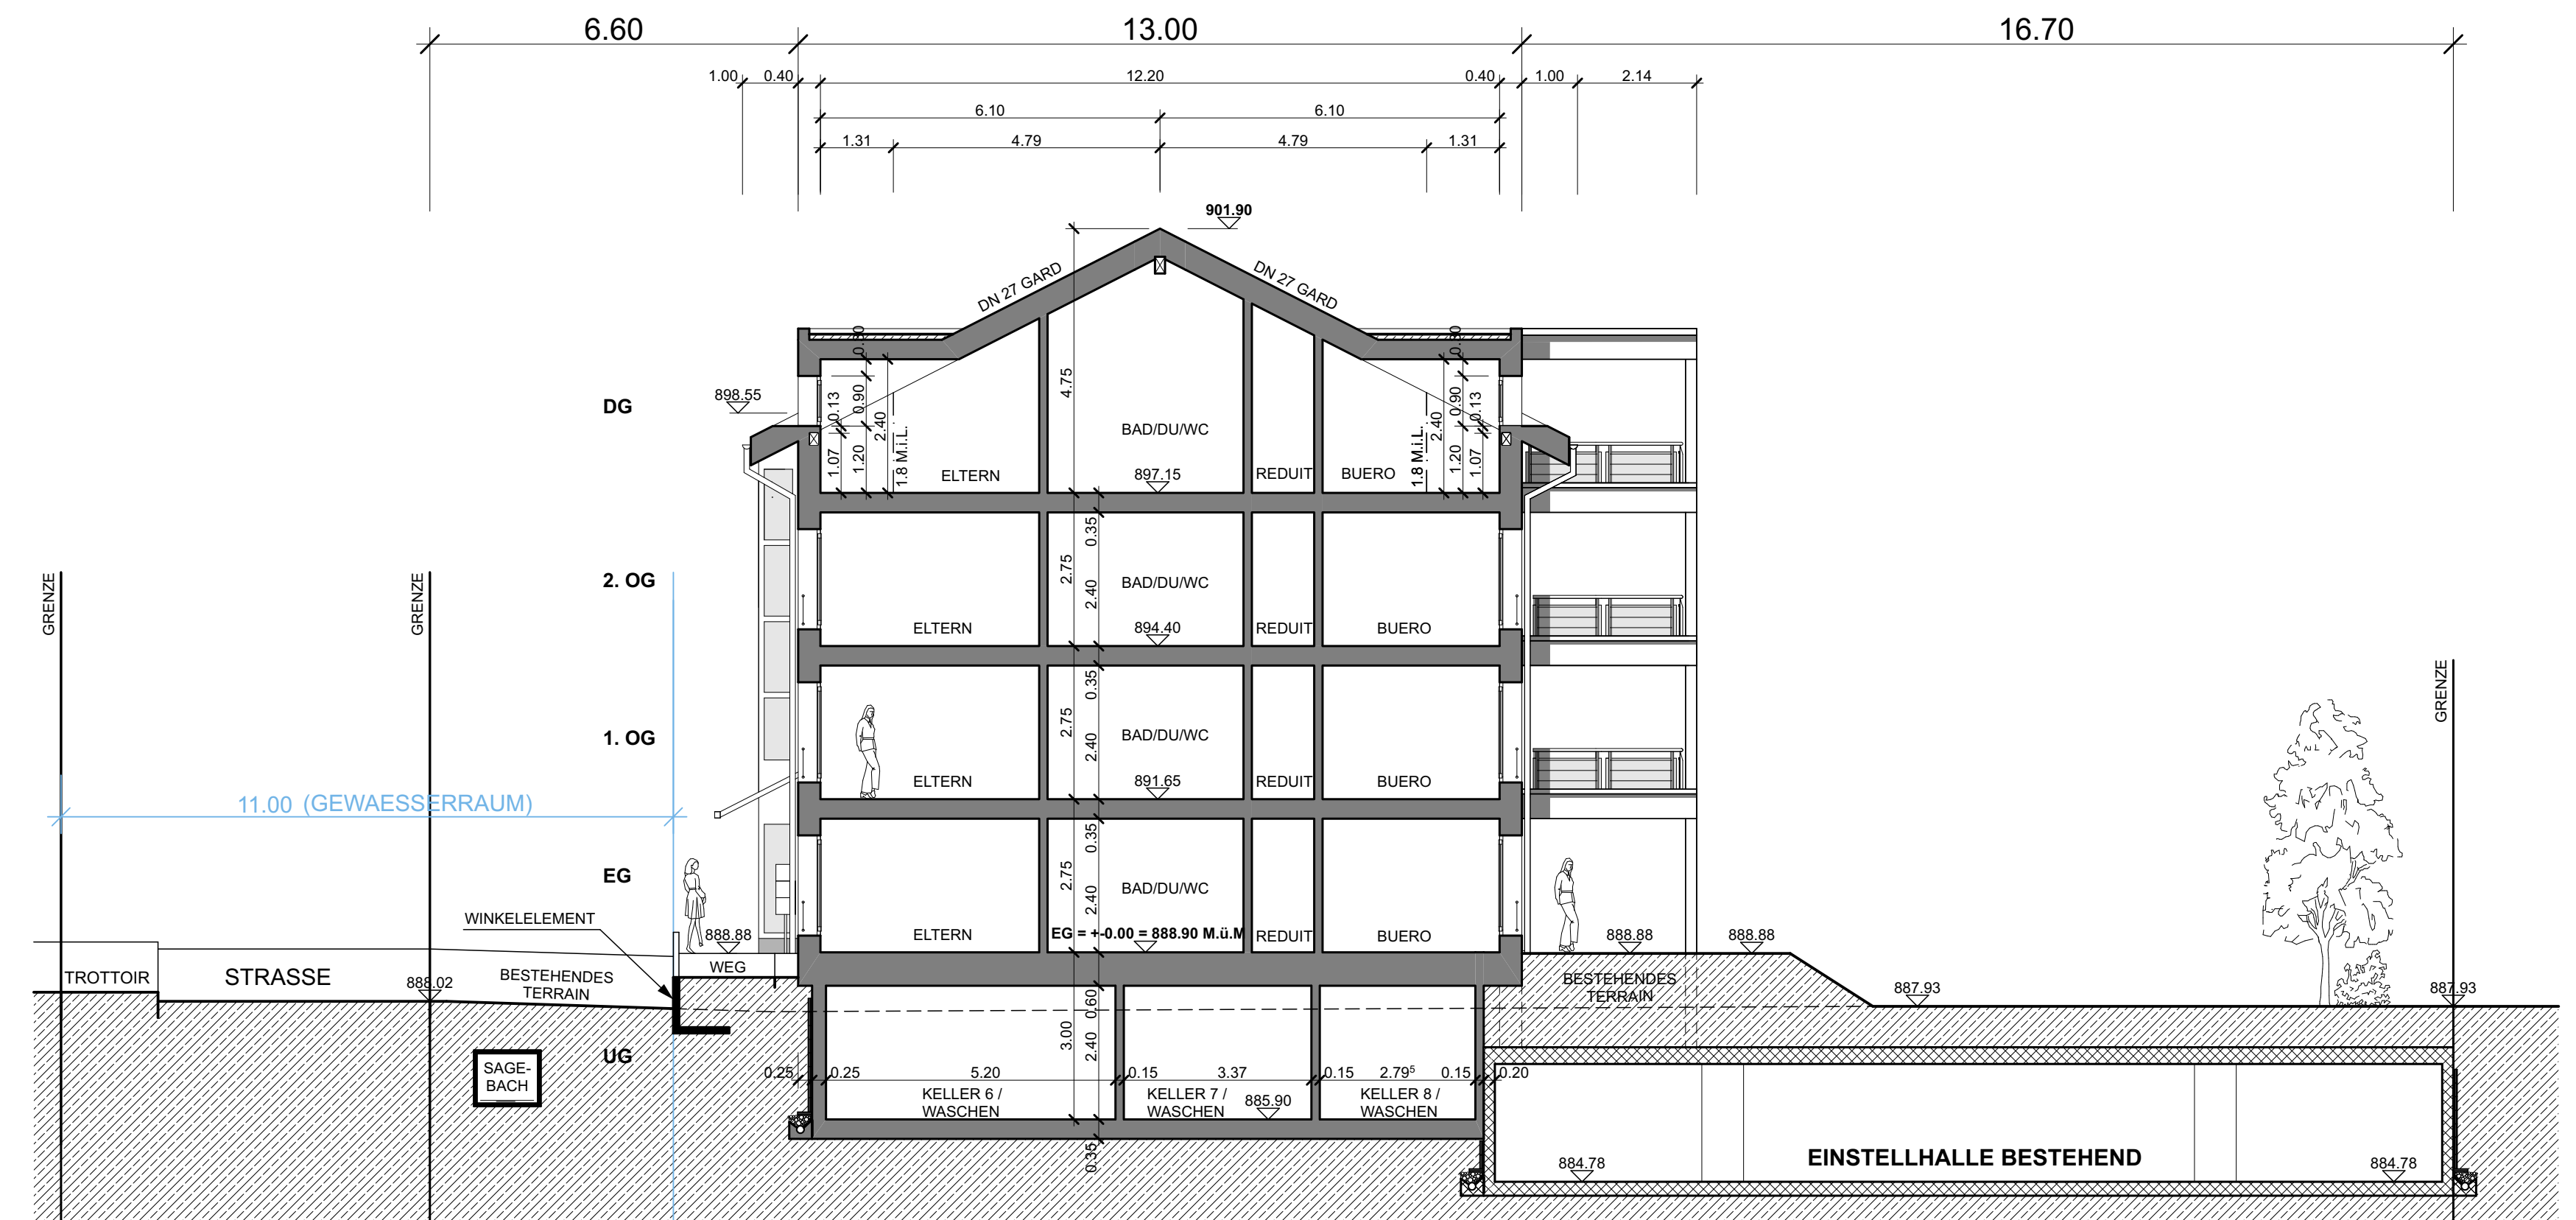 6.60 13.00 16.70
1.00 0.40 12.20 0.40 1.00 2.14
6.10 6.10
1.31 4.79 4.79 1.31
901.90
DN 27 GARD DN 27 GARD
DG
898.55
1.07 0.13 1.20 0.90 2.40 1.8 M.i.L.
ELTERN
4.75
BAD/DU/WC
897.15
REDUIT
BUERO
1.8 M.i.L. 2.40 1.20 0.90 1.07 0.13
GRENZE
GRENZE
2. OG
ELTERN
2.75 2.40 0.35
BAD/DU/WC
894.40
REDUIT
BUERO
GRENZE
1. OG
ELTERN
2.75 2.40 0.35
BAD/DU/WC
891.65
REDUIT
BUERO
11.00 (GEWAESSERRAUM)
EG
ELTERN
2.75 2.40 0.35
BAD/DU/WC
EG = +-0.00 = 888.90 M.ü.M
REDUIT
BUERO
WINKELELEMENT
888.88
WEG
888.88
888.88
TROTTOIR
STRASSE
888.02
BESTEHENDES
TERRAIN
BESTEHENDES
TERRAIN
887.93
887.93
UG
SAGE-
BACH
3.00 2.40 0.60
0.25 0.25 5.20 0.15 3.37 0.15 2.79⁵ 0.15 0.20
KELLER 6 /
WASCHEN
KELLER 7 /
WASCHEN
885.90
KELLER 8 /
WASCHEN
0.35
884.78
EINSTELLHALLE BESTEHEND
884.78